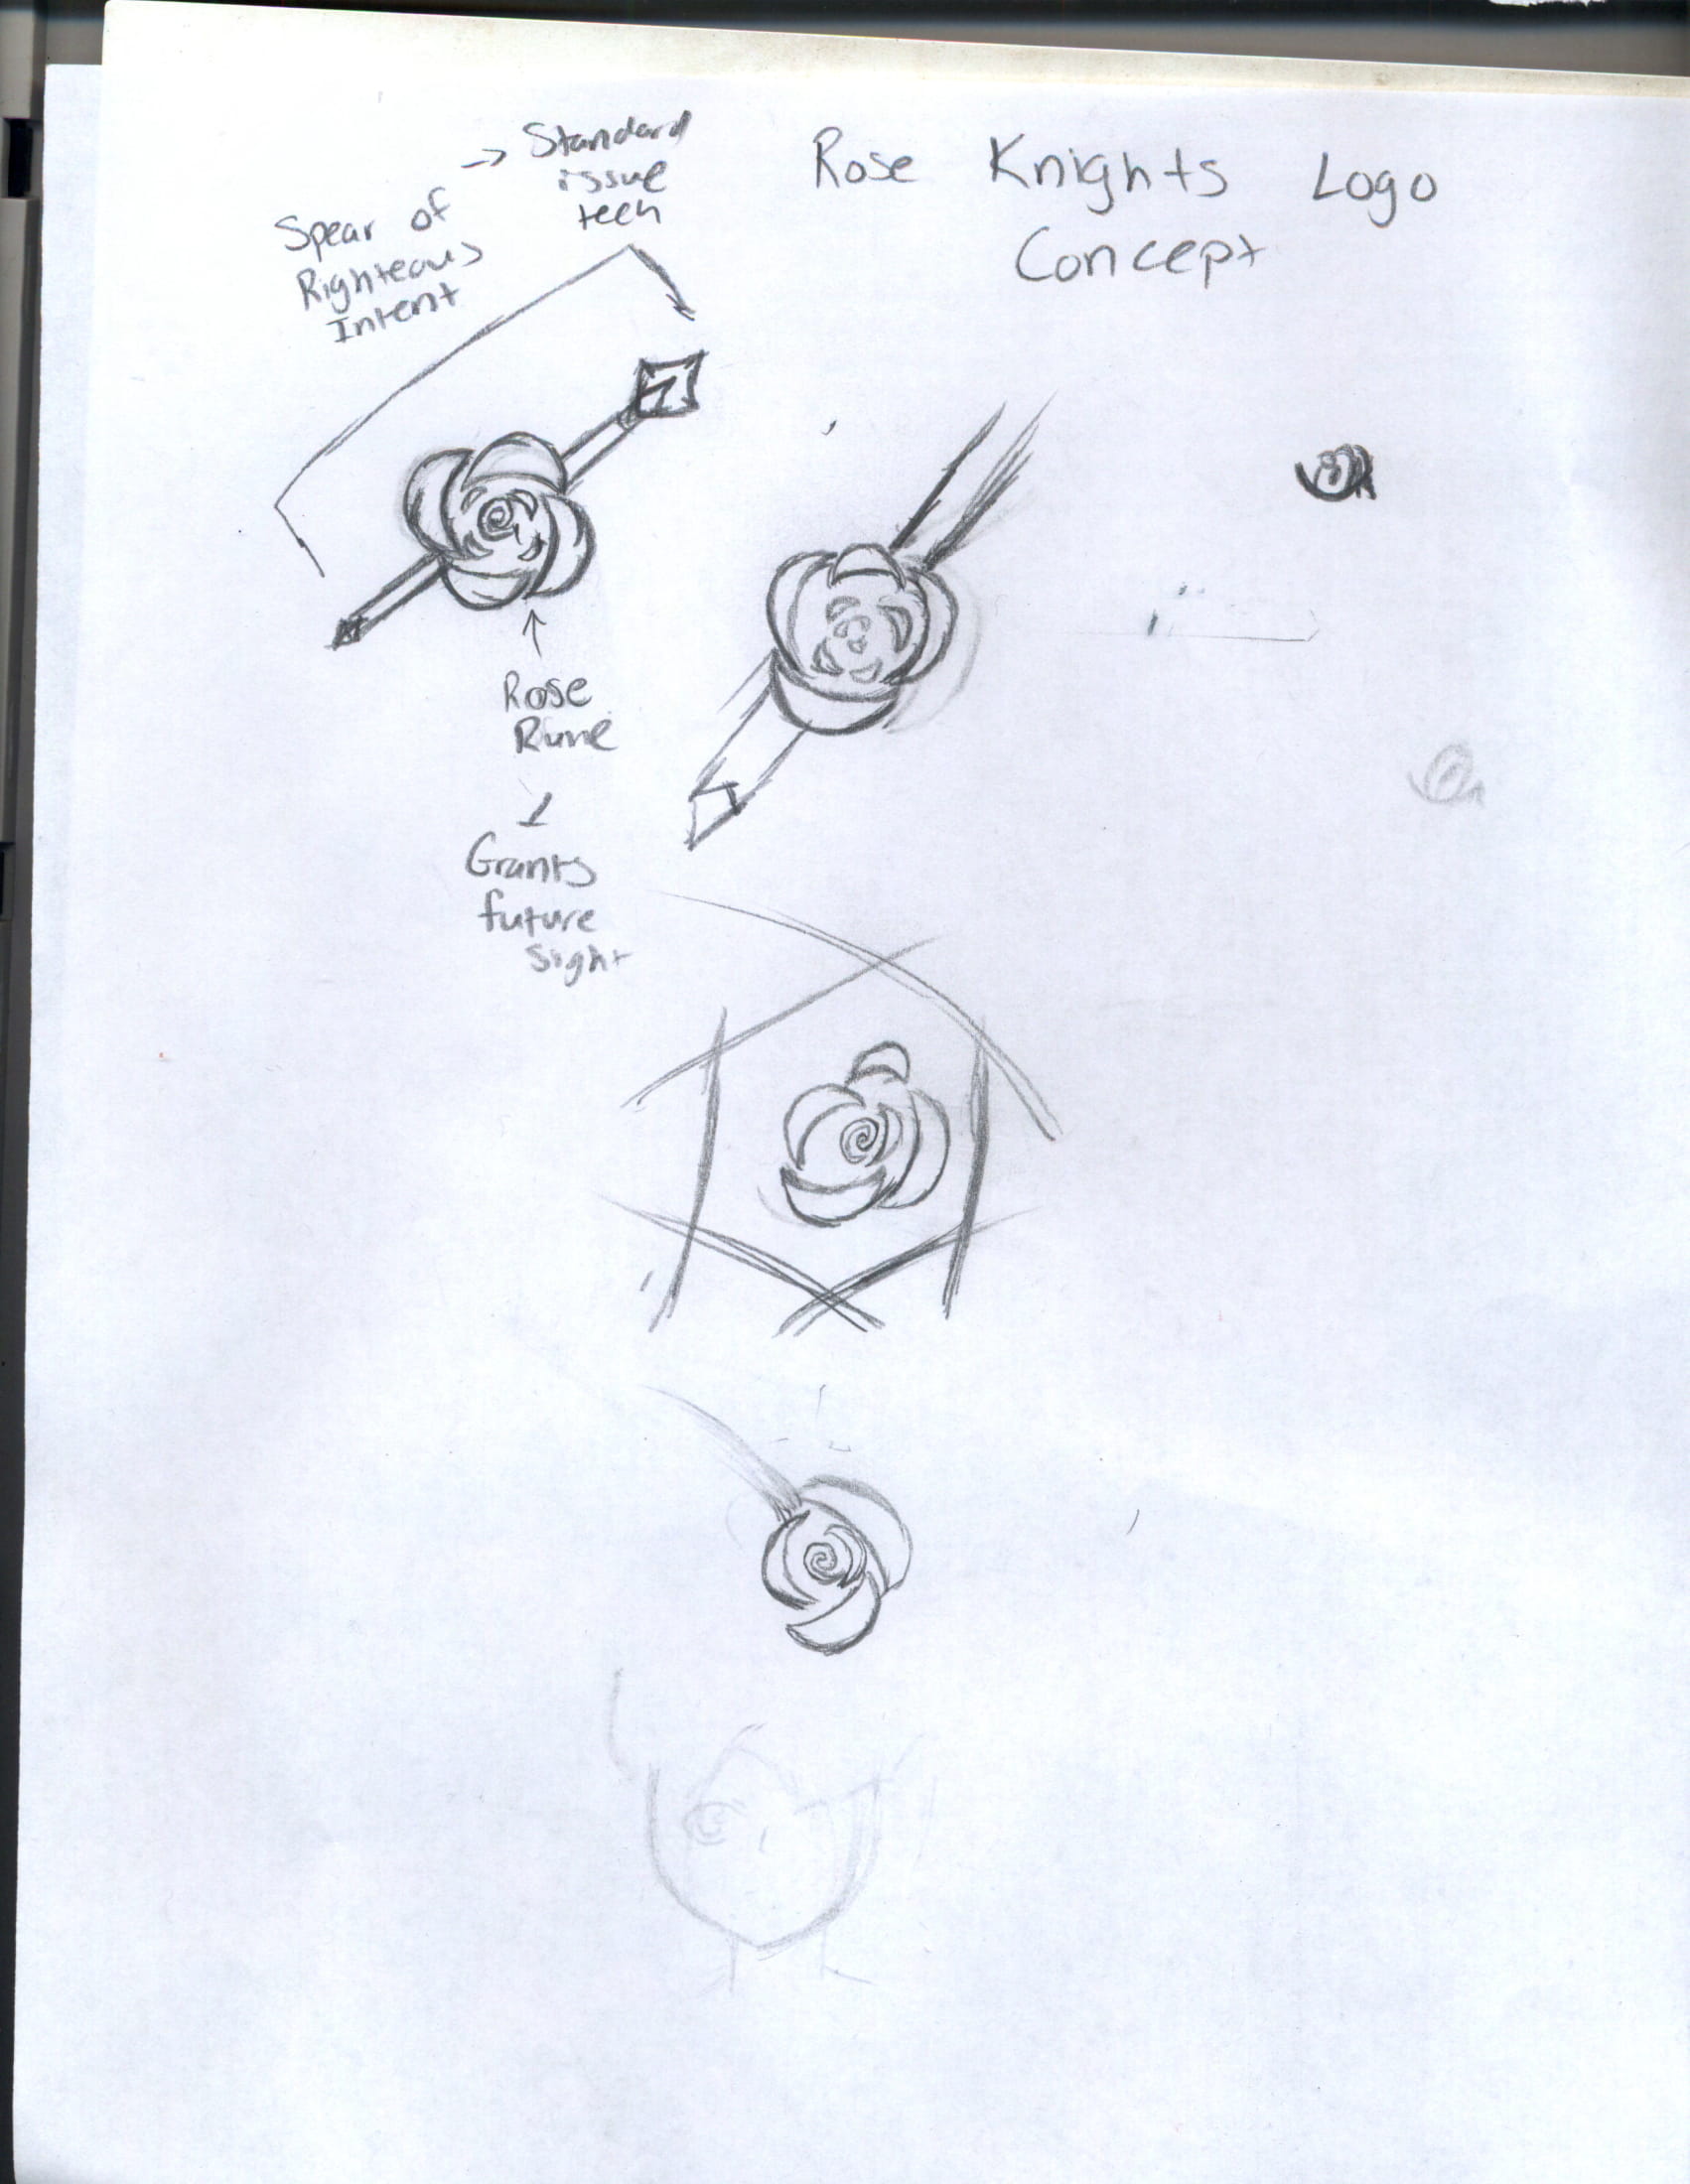 Rose Knights Logo
Concept
Spear of
Righteous
Intent
→ Standard
issue
tech
Rose
Rune
Grants
future
Sight